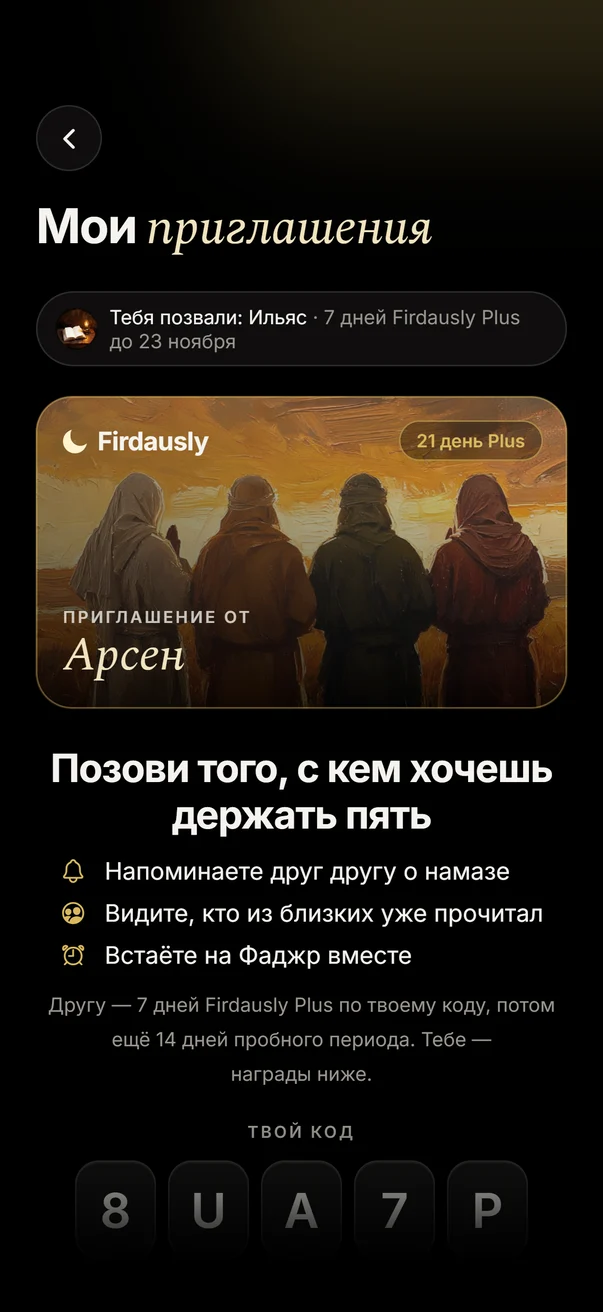 Мои приглашения
Тебя позвали: Ильяс · 7 дней Firdausly Plus
до 23 ноября
Firdausly
21 день Plus
ПРИГЛАШЕНИЕ ОТ
Арсен
Позови того, с кем хочешь
держать пять
Напоминаете друг другу о намазе
Видите, кто из близких уже прочитал
Встаёте на Фаджр вместе
Другу — 7 дней Firdausly Plus по твоему коду, потом
ещё 14 дней пробного периода. Тебе —
награды ниже.
ТВОЙ КОД
8 U A 7 P